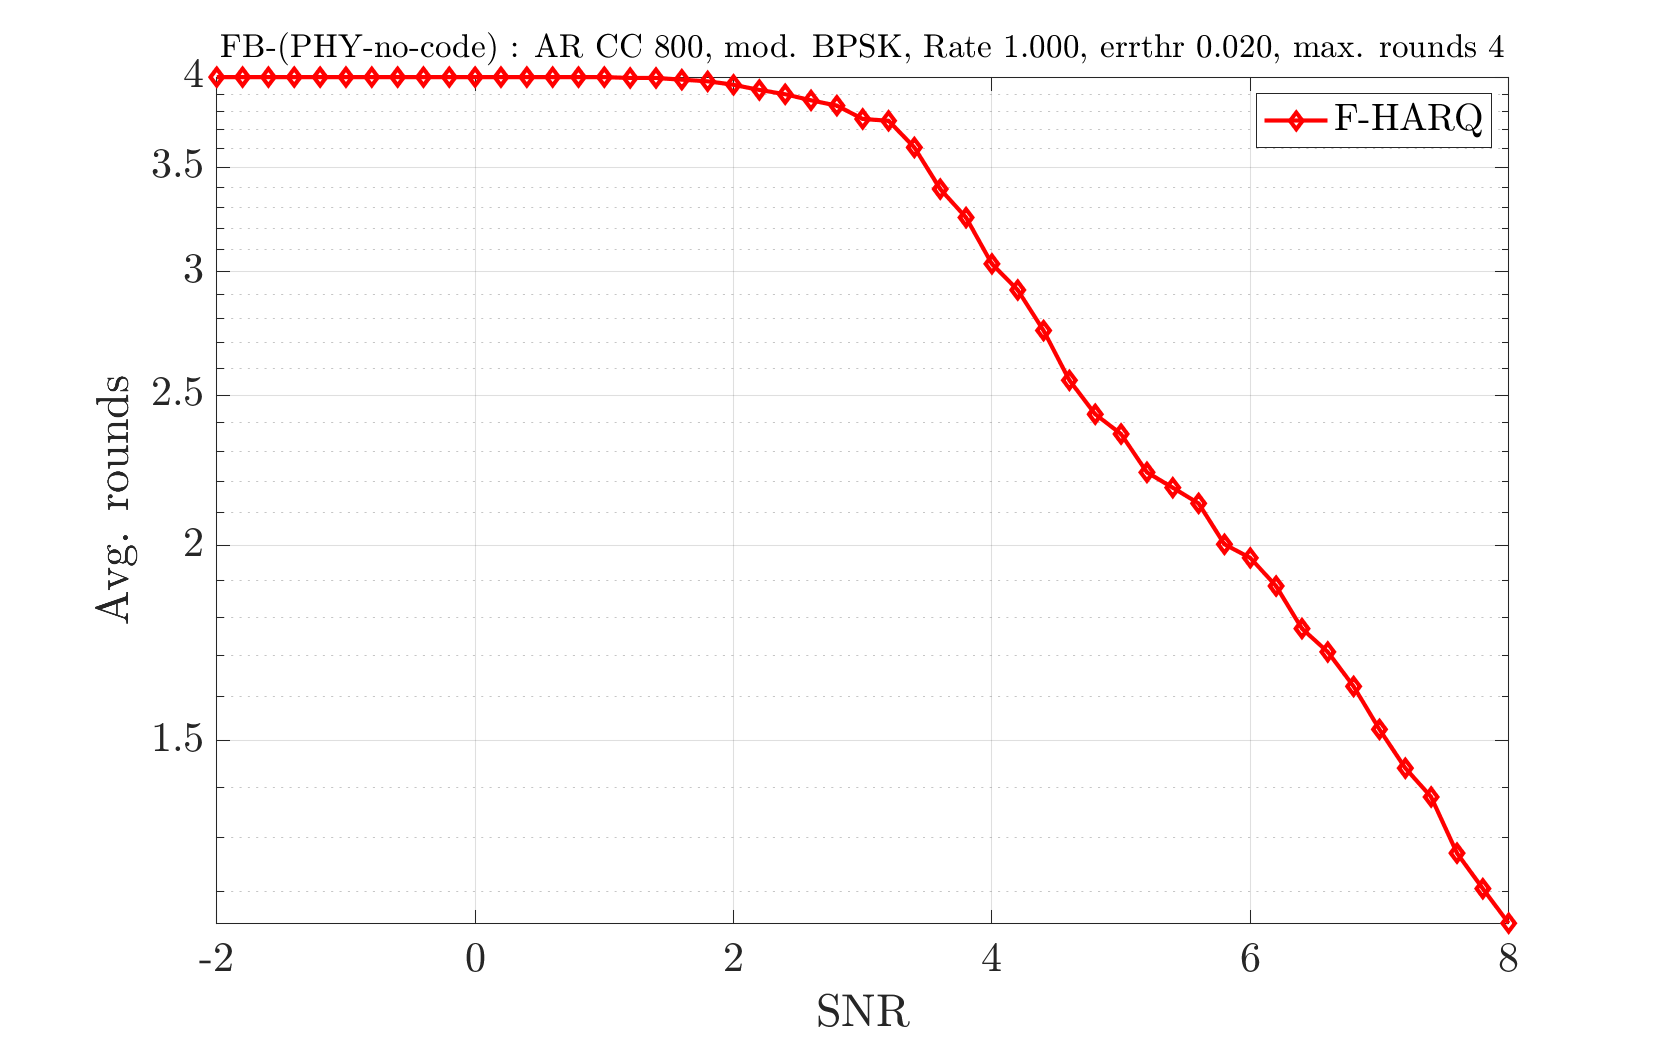 FB-(PHY-no-code) : AR CC 800, mod. BPSK, Rate 1.000, errthr 0.020, max. rounds 4
F-HARQ
4
3.5
3
2.5
2
1.5
Avg. rounds
-2 0 2 4 6 8
SNR